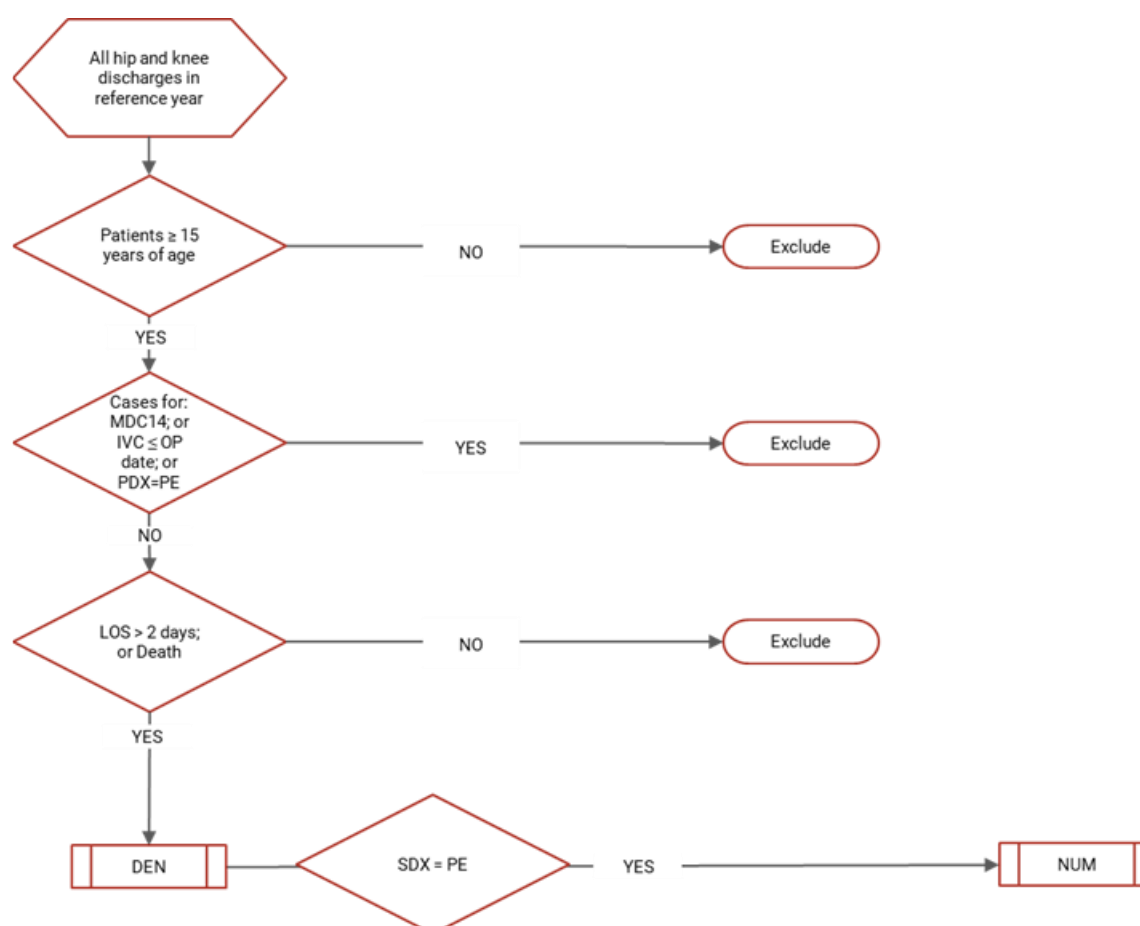 All hip and knee
discharges in
reference year
Patients ≥ 15
years of age
NO
Exclude
YES
Cases for:
MDC14; or
IVC ≤ OP
date; or
PDX=PE
YES
Exclude
NO
LOS > 2 days;
or Death
NO
Exclude
YES
DEN
SDX = PE
YES
NUM